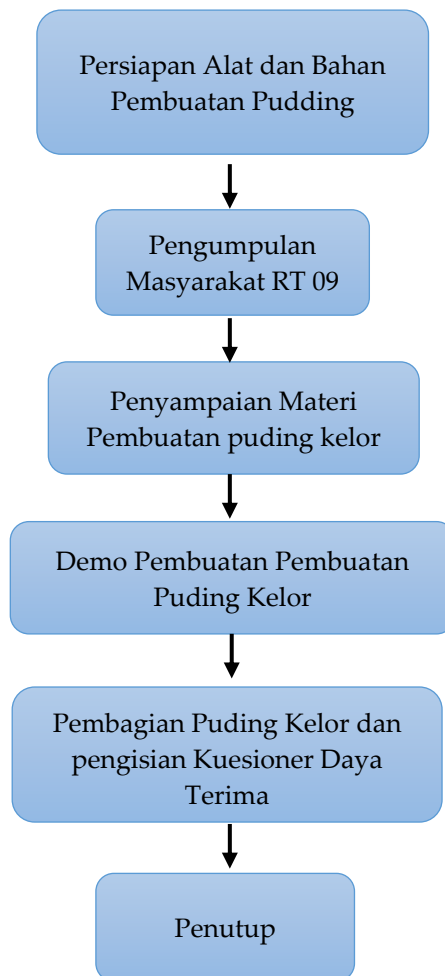 Persiapan Alat dan Bahan
Pembuatan Pudding
Pengumpulan
Masyarakat RT 09
Penyampaian Materi
Pembuatan puding kelor
Demo Pembuatan Pembuatan
Puding Kelor
Pembagian Puding Kelor dan
pengisian Kuesioner Daya
Terima
Penutup